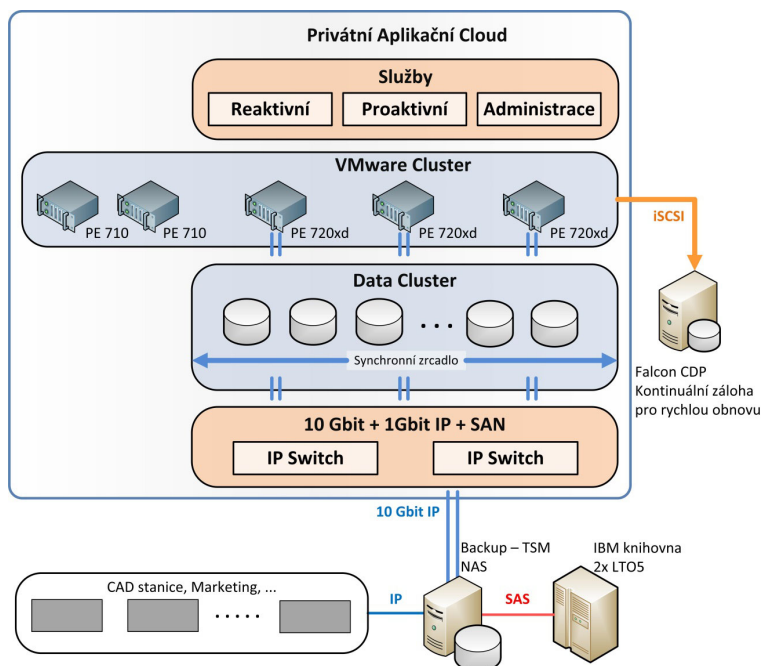 Privátní Aplikační Cloud
Služby
Reaktivní
Proaktivní
Administrace
VMware Cluster
PE 710
PE 710
PE 720xd
PE 720xd
PE 720xd
iSCSI
Data Cluster
Synchronní zrcadlo
Falcon CDP
Kontinuální záloha
pro rychlou obnovu
10 Gbit + 1Gbit IP + SAN
IP Switch
IP Switch
10 Gbit IP
Backup – TSM
NAS
IBM knihovna
2x LTO5
CAD stanice, Marketing, ...
IP
SAS